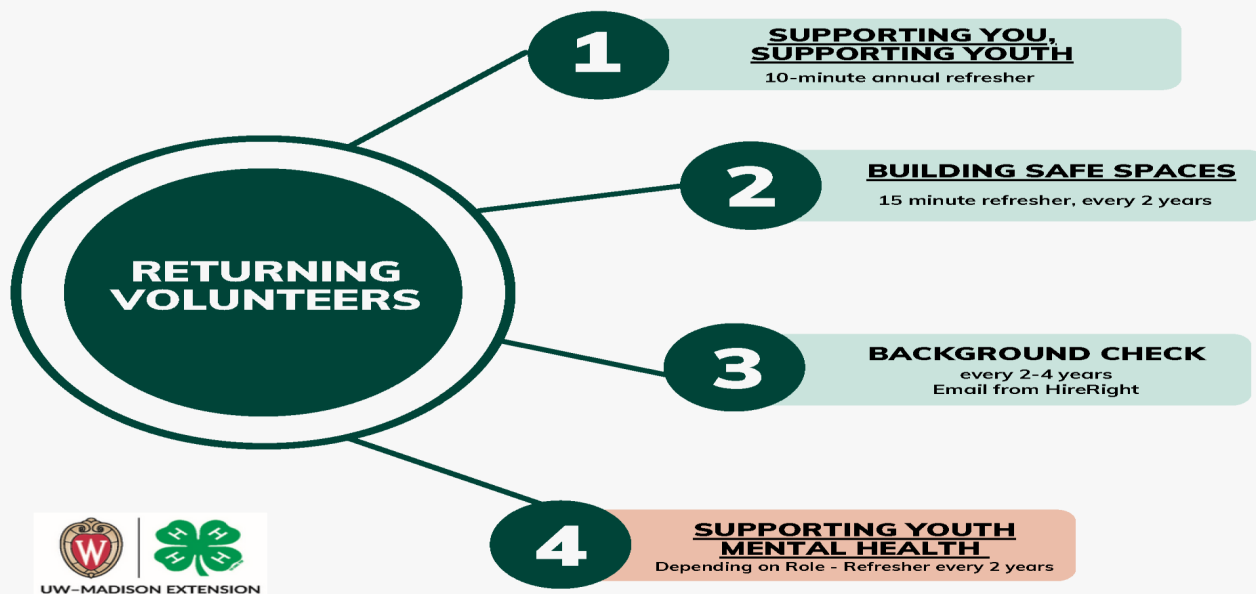 RETURNING
VOLUNTEERS
1
SUPPORTING YOU,
SUPPORTING YOUTH
10-minute annual refresher
2
BUILDING SAFE SPACES
15 minute refresher, every 2 years
3
BACKGROUND CHECK
every 2-4 years
Email from HireRight
4
SUPPORTING YOUTH
MENTAL HEALTH
Depending on Role - Refresher every 2 years
W
H H
H H
UW–MADISON EXTENSION